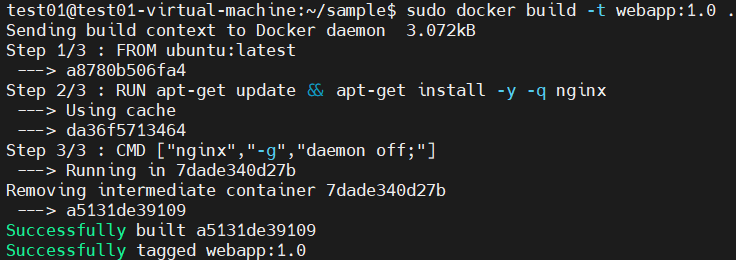 test01@test01-virtual-machine:~/sample$ sudo docker build -t webapp:1.0 .
Sending build context to Docker daemon  3.072kB
Step 1/3 : FROM ubuntu:latest
 ---> a8780b506fa4
Step 2/3 : RUN apt-get update && apt-get install -y -q nginx
 ---> Using cache
 ---> da36f5713464
Step 3/3 : CMD ["nginx","-g","daemon off;"]
 ---> Running in 7dade340d27b
Removing intermediate container 7dade340d27b
 ---> a5131de39109
Successfully built a5131de39109
Successfully tagged webapp:1.0